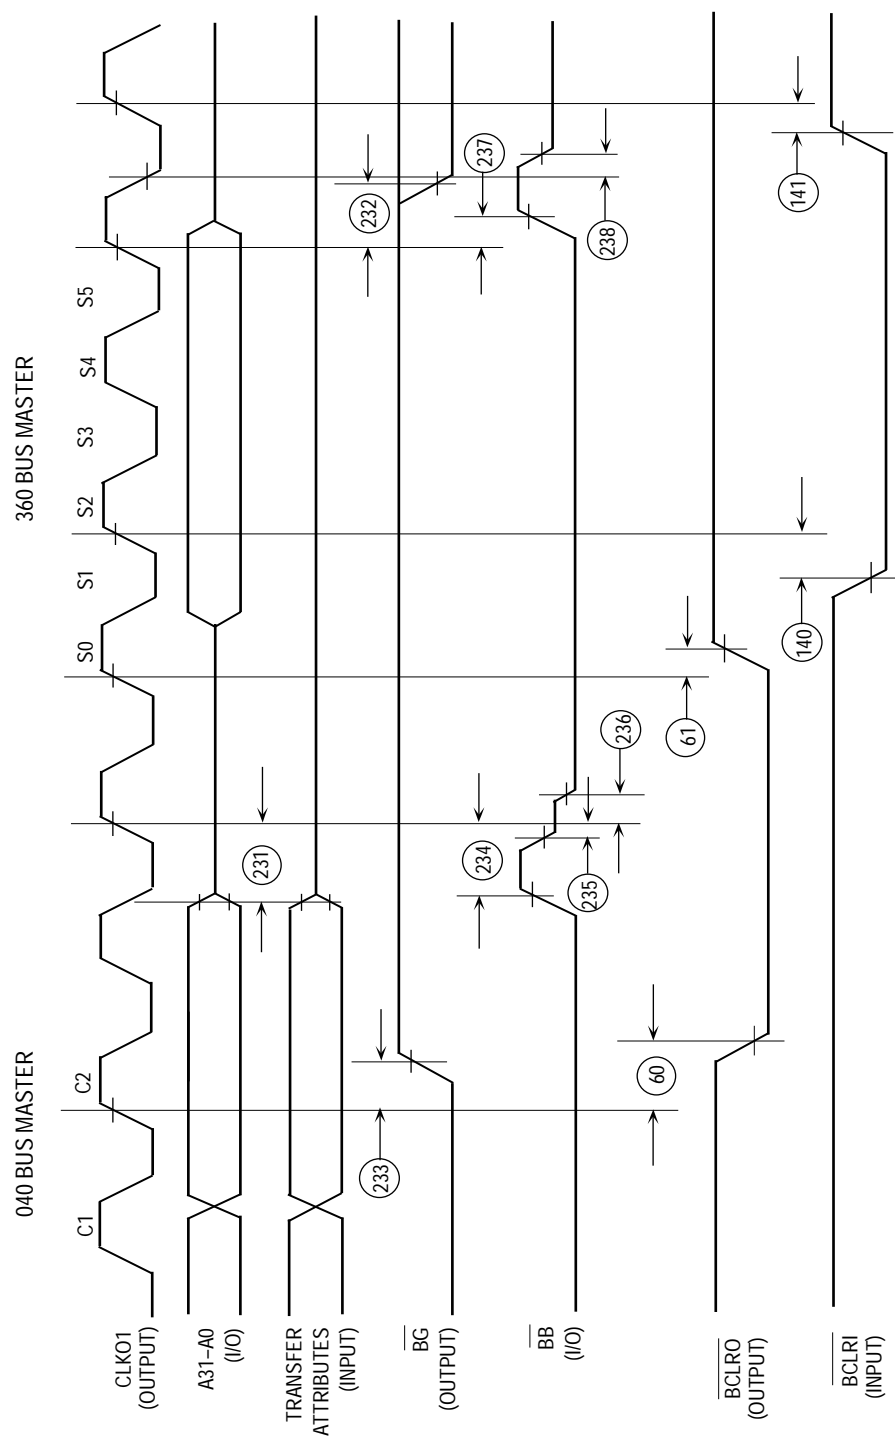 040 BUS MASTER
360 BUS MASTER
C1
C2
S0
S1
S2
S3
S4
S5
CLKO1
(OUTPUT)
A31–A0
(I/O)
231
TRANSFER
ATTRIBUTES
(INPUT)
BG
(OUTPUT)
233
232
BB
(I/O)
234
235
236
237
238
BCLRO
(OUTPUT)
60
61
BCLRI
(INPUT)
140
141